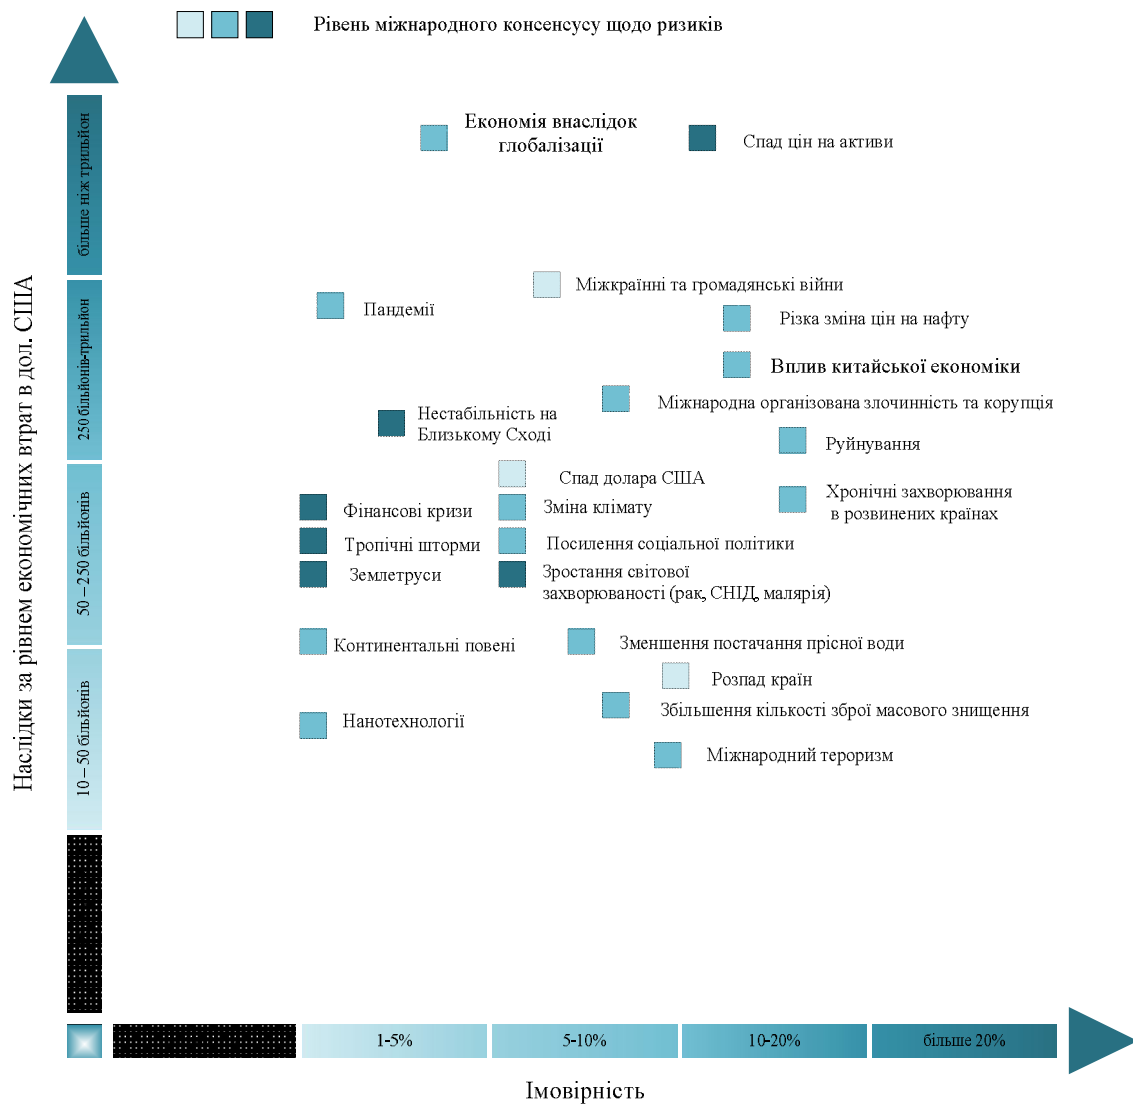 Рівень міжнародного консенсусу щодо ризиків
Економія внаслідок
глобалізації
Спад цін на активи
більше ніж трильйон
Міжкраїнні та громадянські війни
Пандемії
Різка зміна цін на нафту
Вплив китайської економіки
Міжнародна організована злочинність та корупція
Нестабільність на
Близькому Сході
Руйнування
250 більйонів-трильйон
Спад долара США
Хронічні захворювання
в розвинених країнах
Фінансові кризи
Зміна клімату
Тропічні шторми
Посилення соціальної політики
Землетруси
Зростання світової
захворюваності (рак, СНІД, малярія)
50 – 250 більйонів
Континентальні повені
Зменшення постачання прісної води
Розпад країн
Збільшення кількості зброї масового знищення
Нанотехнології
Міжнародний тероризм
10 – 50 більйонів
Наслідки за рівнем економічних втрат в дол. США
1-5%
5-10%
10-20%
більше 20%
Імовірність